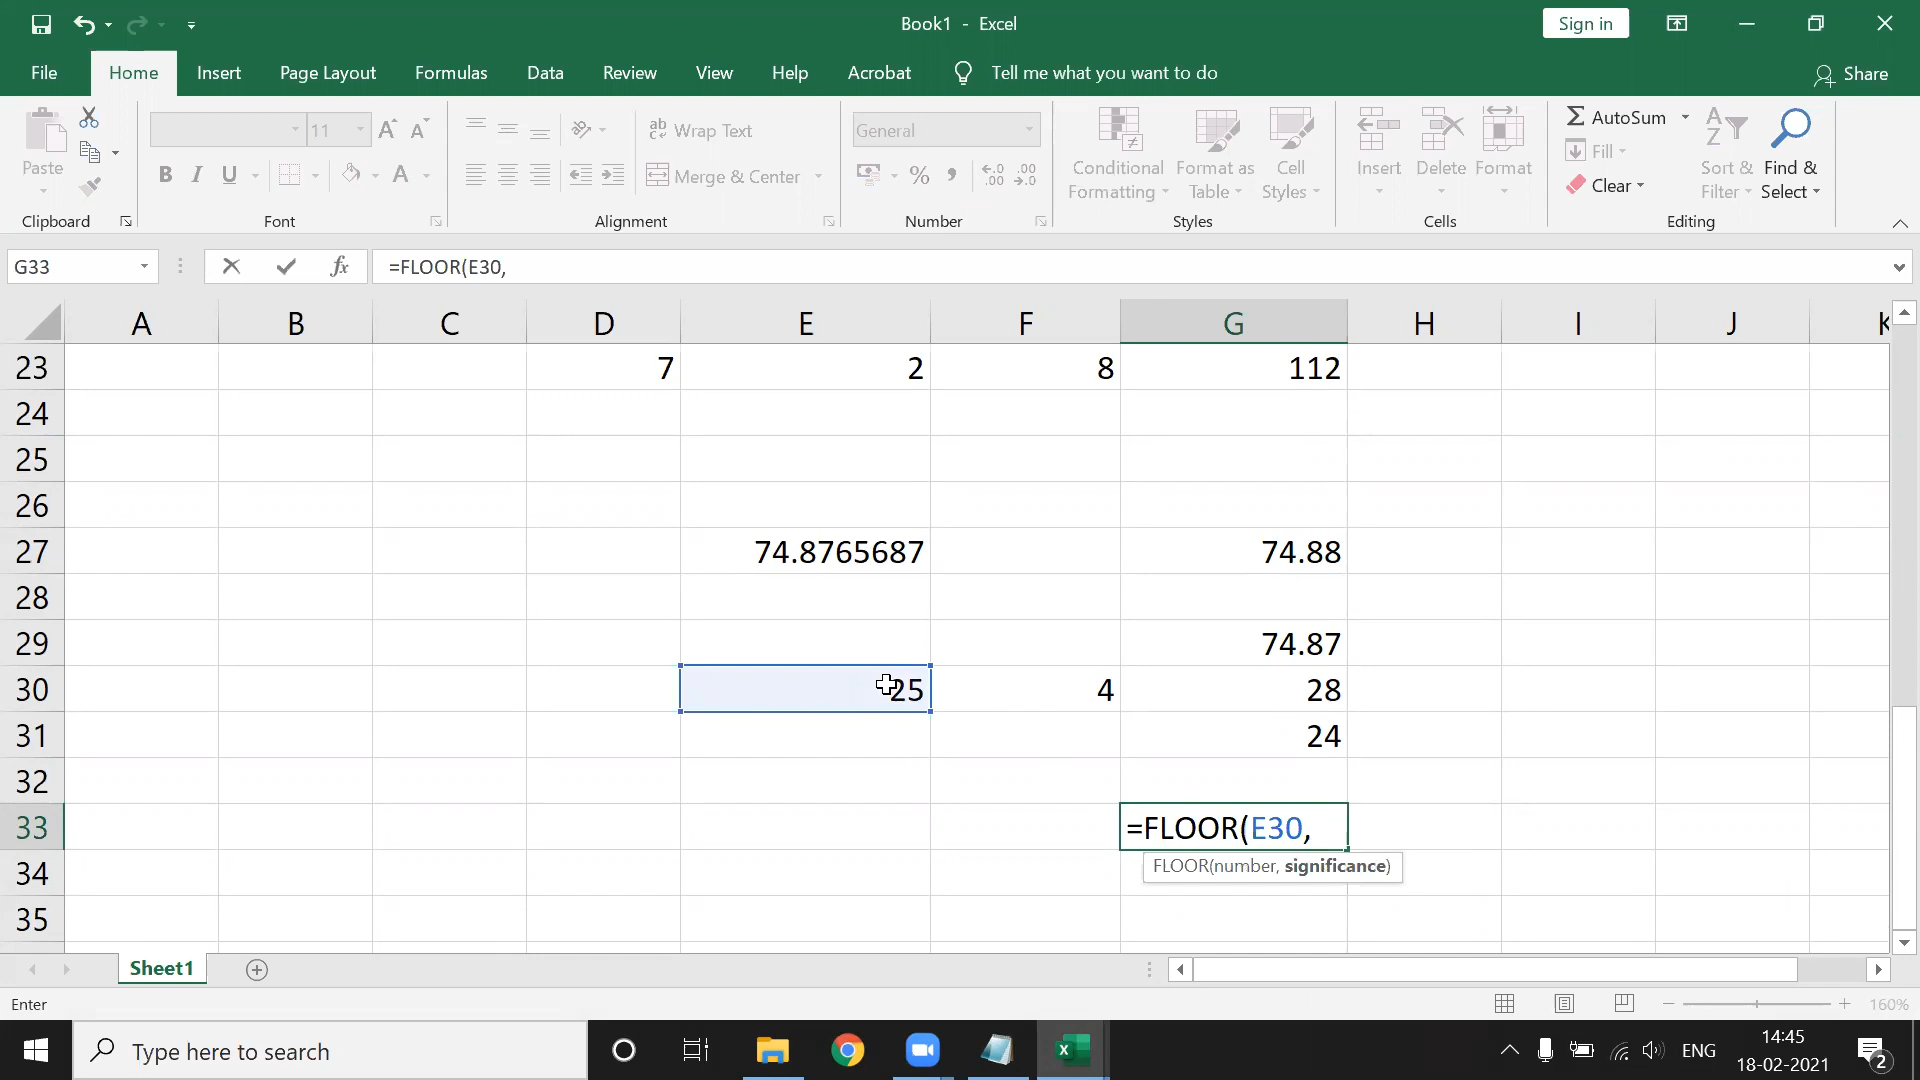 Book1 - Excel
Sign in
File Home Insert Page Layout Formulas Data Review View Help Acrobat Tell me what you want to do Share
Paste
Clipboard
11
B I U A
Font
ab Wrap Text
Merge & Center
Alignment
General
% ,
Number
Conditional Formatting
Format as Table
Cell Styles
Styles
Insert Delete Format
Cells
AutoSum
Fill
Clear
Sort & Filter
Find & Select
Editing
G33 fx =FLOOR(E30,
A B C D E F G H I J K
23 7 2 8 112
24
25
26
27 74.8765687 74.88
28
29 74.87
30 25 4 28
31 24
32
33 =FLOOR(E30,
FLOOR(number, significance)
34
35
Sheet1
Enter 160%
Type here to search
ENG 14:45
18-02-2021
2